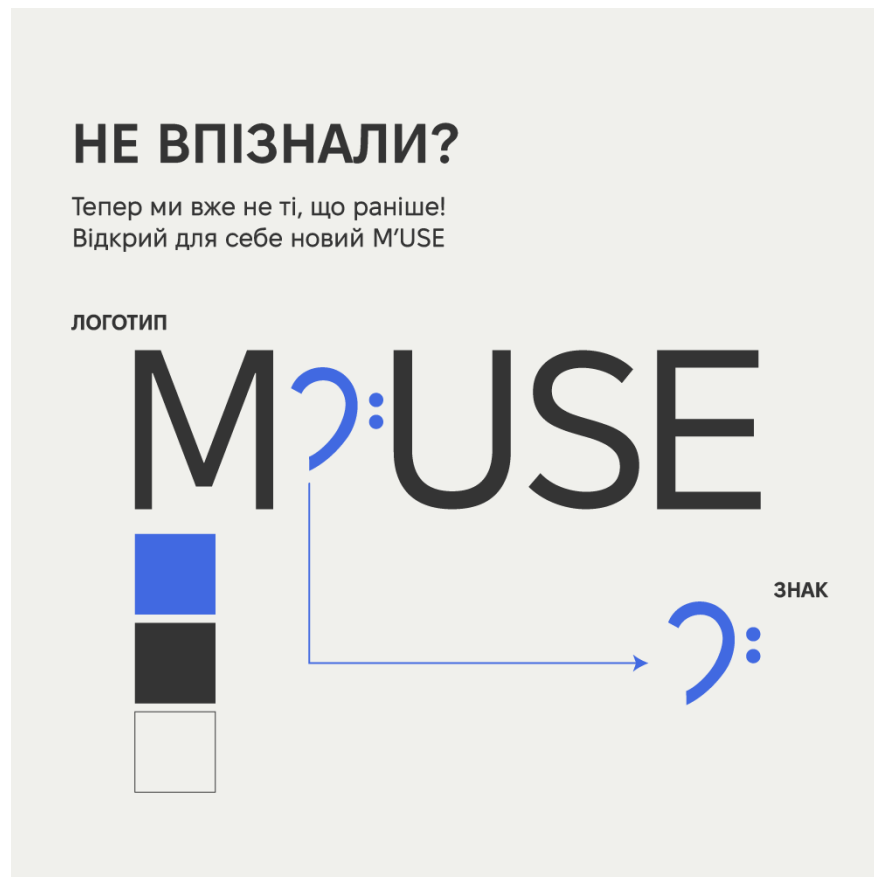 НЕ ВПІЗНАЛИ?
Тепер ми вже не ті, що раніше!
Відкрий для себе новий M’USE
ЛОГОТИП
M𝄢USE
ЗНАК